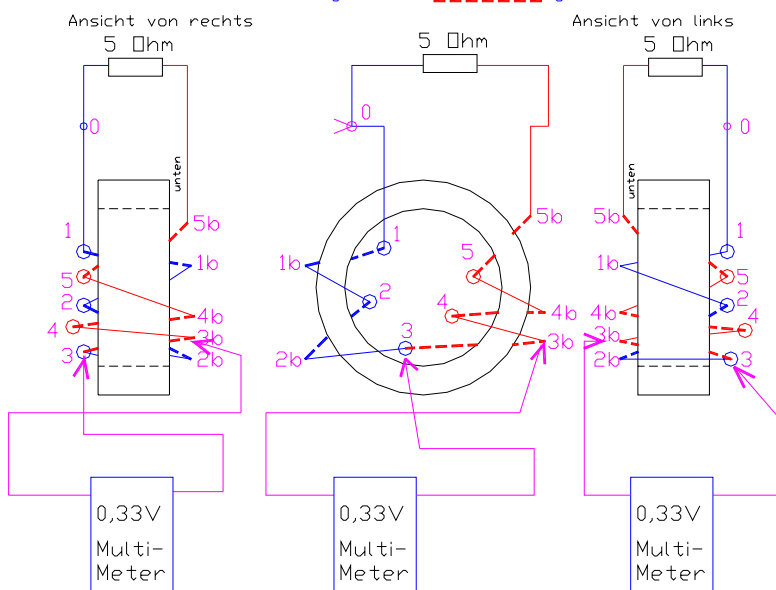 Ansicht von rechts
5 Ohm
0
unten
1
5b
1b
5
2
4b
4
3b
3
2b
0,33V
Multi-
Meter
5 Ohm
0
5b
1
1b
5
2
4
4b
3
3b
2b
0,33V
Multi-
Meter
Ansicht von links
5 Ohm
0
unten
5b
1
1b
5
2
4b
4
3b
2b
3
0,33V
Multi-
Meter